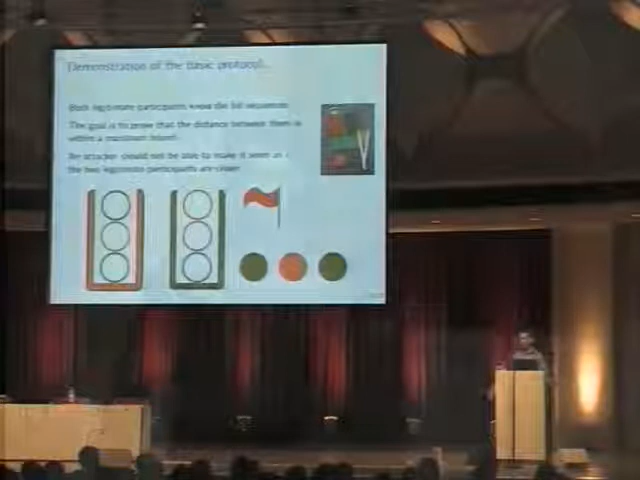 Demonstration of the basic protocol..
Both legitimate participants know the bit sequences
The goal is to prove that the distance between them is
within a maximum bound.
An attacker should not be able to make it seem as if
the two legitimate participants are closer